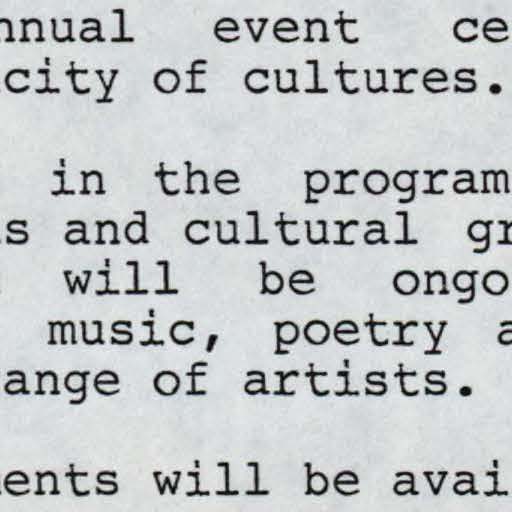 nnual event ce
city of cultures.
in the program
s and cultural gr
will be ongo
music, poetry a
ange of artists.
ents will be avai